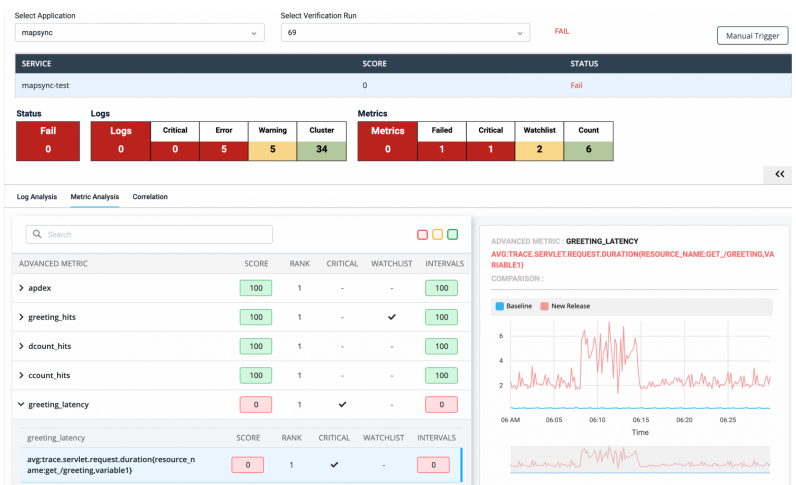 Select Application
Select Verification Run
mapsync
69
FAIL
Manual Trigger
SERVICE SCORE STATUS
mapsync-test 0 Fail
Status Logs Metrics
Fail Logs Critical Error Warning Cluster Metrics Failed Critical Watchlist Count
0 0 0 5 5 34 0 1 1 2 6
Log Analysis Metric Analysis Correlation
Search
ADVANCED METRIC SCORE RANK CRITICAL WATCHLIST INTERVALS
apdex 100 1 - - 100
greeting_hits 100 1 - 100
dcount_hits 100 1 - - 100
ccount_hits 100 1 - - 100
greeting_latency 0 1 - 0
greeting_latency SCORE RANK CRITICAL WATCHLIST INTERVALS
avg:trace.servlet.request.duration{resource_n
ame:get_/greeting,variable1} 0 1 - 0
ADVANCED METRIC : GREETING_LATENCY
AVG:TRACE.SERVLET.REQUEST.DURATION{RESOURCE_NAME:GET_/GREETING,VA
RIABLE1}
COMPARISON :
Baseline New Release
6
4
2
06 AM 06:05 06:10 06:15 06:20 06:25
Time